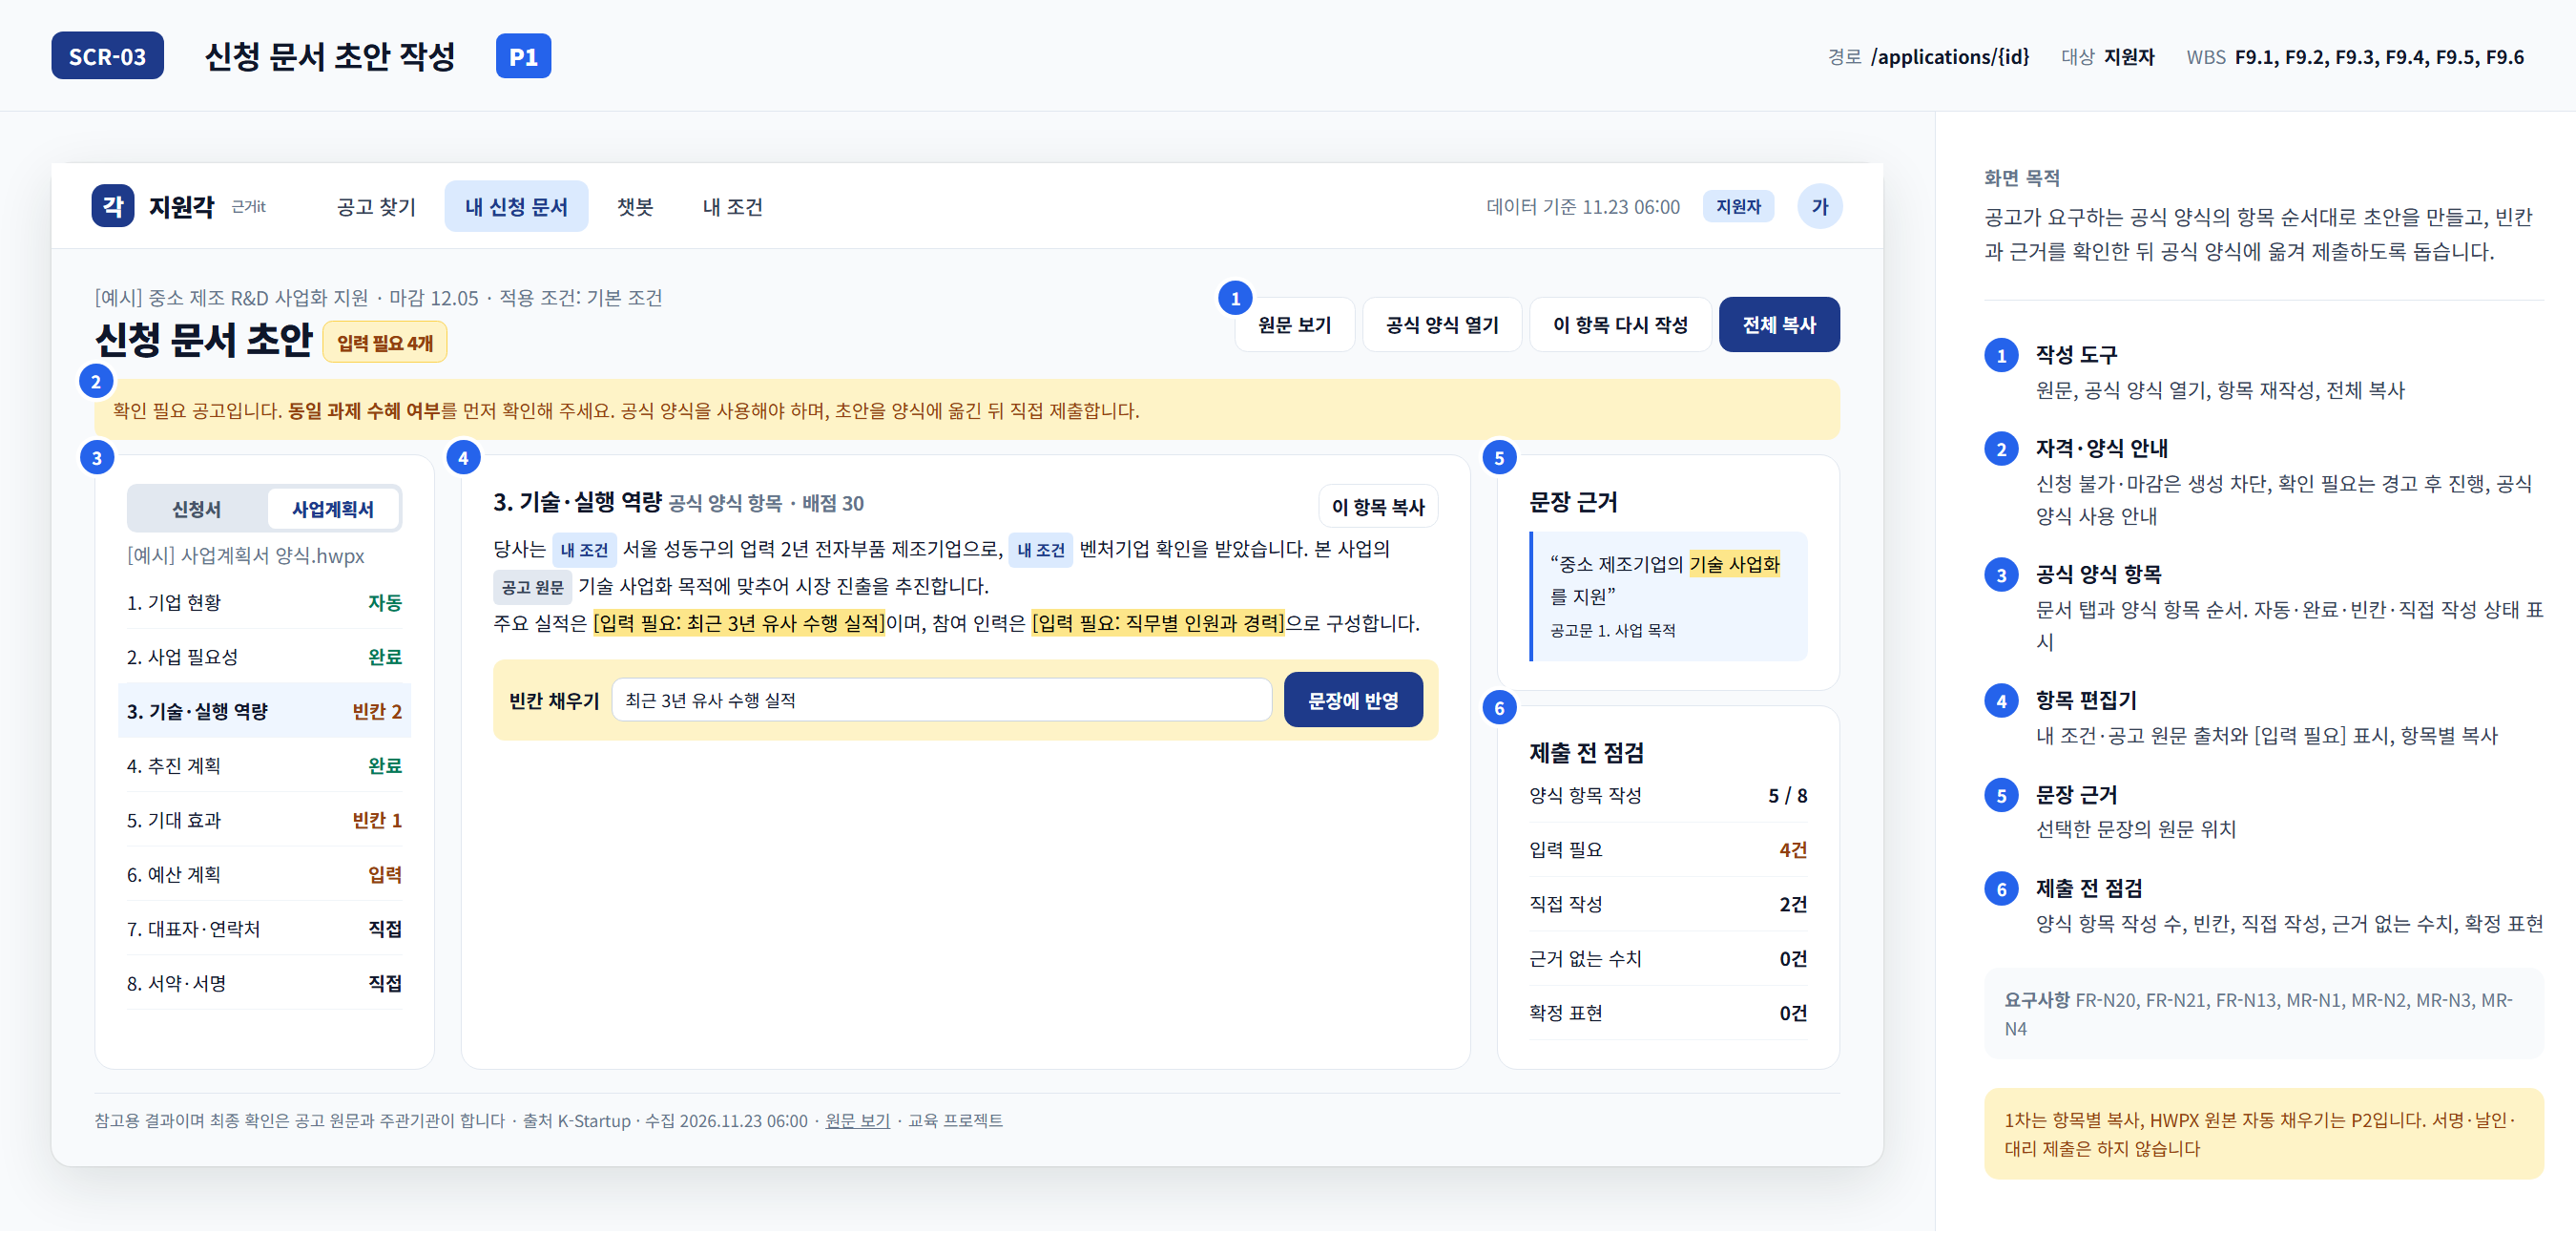 SCR-03 신청 문서 초안 작성 P1
경로 /applications/{id} 대상 지원자 WBS F9.1, F9.2, F9.3, F9.4, F9.5, F9.6
각 지원각 근거it 공고 찾기 내 신청 문서 챗봇 내 조건
데이터 기준 11.23 06:00 지원자 가
[예시] 중소 제조 R&D 사업화 지원 · 마감 12.05 · 적용 조건: 기본 조건
신청 문서 초안 입력 필요 4개
1 원문 보기 공식 양식 열기 이 항목 다시 작성 전체 복사
2
확인 필요 공고입니다. 동일 과제 수혜 여부를 먼저 확인해 주세요. 공식 양식을 사용해야 하며, 초안을 양식에 옮긴 뒤 직접 제출합니다.
3
신청서 사업계획서
[예시] 사업계획서 양식.hwpx
1. 기업 현황 자동
2. 사업 필요성 완료
3. 기술·실행 역량 빈칸 2
4. 추진 계획 완료
5. 기대 효과 빈칸 1
6. 예산 계획 입력
7. 대표자·연락처 직접
8. 서약·서명 직접
4
3. 기술·실행 역량 공식 양식 항목 · 배점 30 이 항목 복사
당사는 내 조건 서울 성동구의 업력 2년 전자부품 제조기업으로, 내 조건 벤처기업 확인을 받았습니다. 본 사업의
공고 원문 기술 사업화 목적에 맞추어 시장 진출을 추진합니다.
주요 실적은 [입력 필요: 최근 3년 유사 수행 실적]이며, 참여 인력은 [입력 필요: 직무별 인원과 경력]으로 구성합니다.
빈칸 채우기 최근 3년 유사 수행 실적 문장에 반영
5
문장 근거
“중소 제조기업의 기술 사업화
를 지원”
공고문 1. 사업 목적
6
제출 전 점검
양식 항목 작성 5 / 8
입력 필요 4건
직접 작성 2건
근거 없는 수치 0건
확정 표현 0건
참고용 결과이며 최종 확인은 공고 원문과 주관기관이 합니다 · 출처 K-Startup · 수집 2026.11.23 06:00 · 원문 보기 · 교육 프로젝트
화면 목적
공고가 요구하는 공식 양식의 항목 순서대로 초안을 만들고, 빈칸
과 근거를 확인한 뒤 공식 양식에 옮겨 제출하도록 돕습니다.
1 작성 도구
원문, 공식 양식 열기, 항목 재작성, 전체 복사
2 자격·양식 안내
신청 불가·마감은 생성 차단, 확인 필요는 경고 후 진행, 공식
양식 사용 안내
3 공식 양식 항목
문서 탭과 양식 항목 순서. 자동·완료·빈칸·직접 작성 상태 표
시
4 항목 편집기
내 조건·공고 원문 출처와 [입력 필요] 표시, 항목별 복사
5 문장 근거
선택한 문장의 원문 위치
6 제출 전 점검
양식 항목 작성 수, 빈칸, 직접 작성, 근거 없는 수치, 확정 표현
요구사항 FR-N20, FR-N21, FR-N13, MR-N1, MR-N2, MR-N3, MR-
N4
1차는 항목별 복사, HWPX 원본 자동 채우기는 P2입니다. 서명·날인·
대리 제출은 하지 않습니다